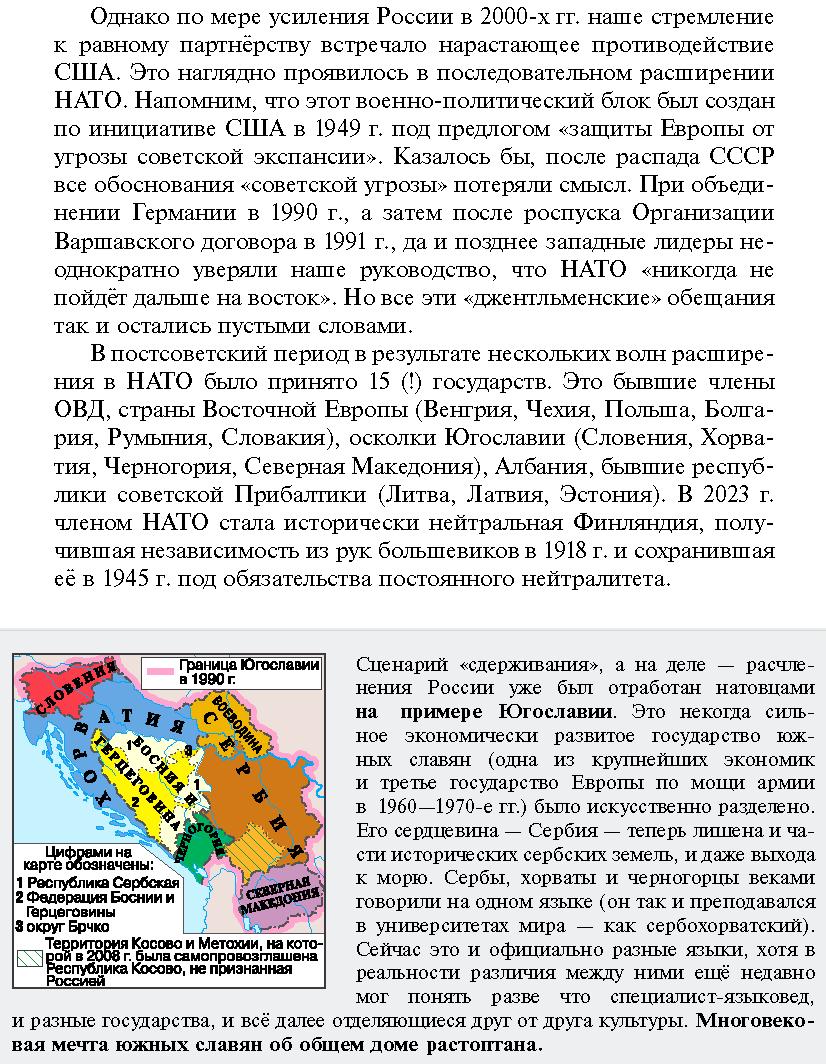 Однако по мере усиления России в 2000-х гг. наше стремление
к равному партнёрству встречало нарастающее противодействие
США. Это наглядно проявилось в последовательном расширении
НАТО. Напомним, что этот военно-политический блок был создан
по инициативе США в 1949 г. под предлогом «защиты Европы от
угрозы советской экспансии». Казалось бы, после распада СССР
все обоснования «советской угрозы» потеряли смысл. При объеди-
нении Германии в 1990 г., а затем после роспуска Организации
Варшавского договора в 1991 г., да и позднее западные лидеры не-
однократно уверяли наше руководство, что НАТО «никогда не
пойдёт дальше на восток». Но все эти «джентльменские» обещания
так и остались пустыми словами.
В постсоветский период в результате нескольких волн расшире-
ния в НАТО было принято 15 (!) государств. Это бывшие члены
ОВД, страны Восточной Европы (Венгрия, Чехия, Польша, Болга-
рия, Румыния, Словакия), осколки Югославии (Словения, Хорва-
тия, Черногория, Северная Македония), Албания, бывшие респуб-
лики советской Прибалтики (Литва, Латвия, Эстония). В 2023 г.
членом НАТО стала исторически нейтральная Финляндия, полу-
чившая независимость из рук большевиков в 1918 г. и сохранившая
её в 1945 г. под обязательства постоянного нейтралитета.
Граница Югославии
в 1990 г.
СЛОВЕНИЯ
ХОРВАТИЯ
ВОЕВОДИНА
СЕРБИЯ
БОСНИЯ И
ГЕРЦЕГОВИНА
1
3
1
2
ЧЕРНОГОРИЯ
СЕВЕРНАЯ
МАКЕДОНИЯ
Цифрами на
карте обозначены:
1 Республика Сербская
2 Федерация Боснии и
Герцеговины
3 округ Брчко
Территория Косово и Метохии, на кото-
рой в 2008 г. была самопровозглашена
Республика Косово, не признанная
Россией
Сценарий «сдерживания», а на деле — расчле-
нения России уже был отработан натовцами
на примере Югославии. Это некогда силь-
ное экономически развитое государство юж-
ных славян (одна из крупнейших экономик
и третье государство Европы по мощи армии
в 1960—1970-е гг.) было искусственно разделено.
Его сердцевина — Сербия — теперь лишена и ча-
сти исторических сербских земель, и даже выхода
к морю. Сербы, хорваты и черногорцы веками
говорили на одном языке (он так и преподавался
в университетах мира — как сербохорватский).
Сейчас это и официально разные языки, хотя в
реальности различия между ними ещё недавно
мог понять разве что специалист-языковед,
и разные государства, и всё далее отделяющиеся друг от друга культуры. Многовеко-
вая мечта южных славян об общем доме растоптана.